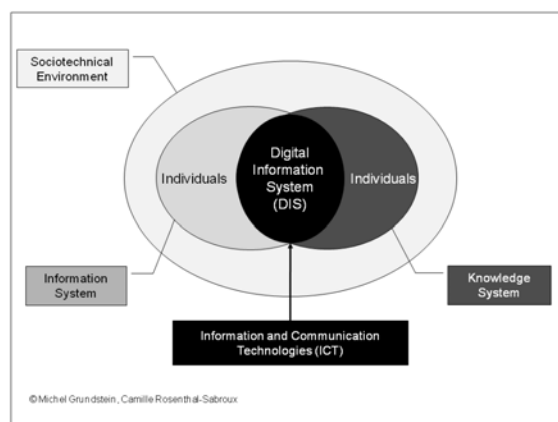 Sociotechnical
Environment
Digital
Information
System
(DIS)
Individuals
Individuals
Information
System
Knowledge
System
Information and Communication
Technologies (ICT)
©Michel Grundstein, Camille Rosenthal-Sabroux